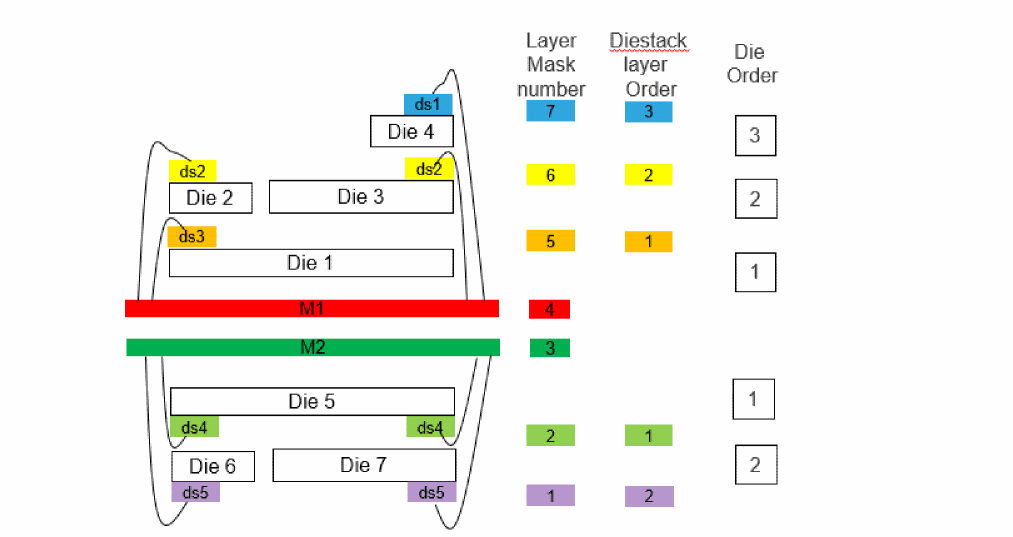 Layer
Mask
number
Diestack
layer
Order
Die
Order
ds1
7
3
Die 4
3
ds2
ds2
6
2
Die 2
Die 3
2
ds3
5
1
Die 1
1
M1
4
M2
3
Die 5
1
ds4
ds4
2
1
Die 6
Die 7
2
ds5
ds5
1
2